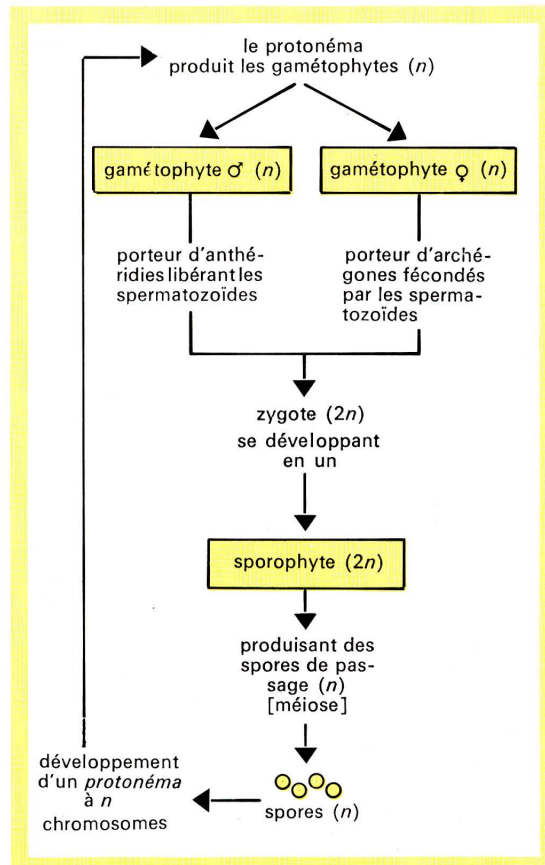 le protonéma
produit les gamétophytes (n)
gamétophyte ♂ (n)
gamétophyte ♀ (n)
porteur d'anthé-
ridies libérant les
spermatozoïdes
porteur d'arché-
gones fécondés
par les sperma-
tozoïdes
zygote (2n)
se développant
en un
sporophyte (2n)
produisant des
spores de pas-
sage (n)
[méiose]
spores (n)
développement
d'un protonéma
à n
chromosomes